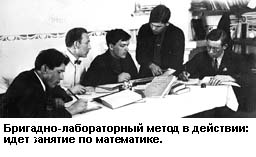 Бригадно-лабораторный метод в действии:
идет занятие по математике.